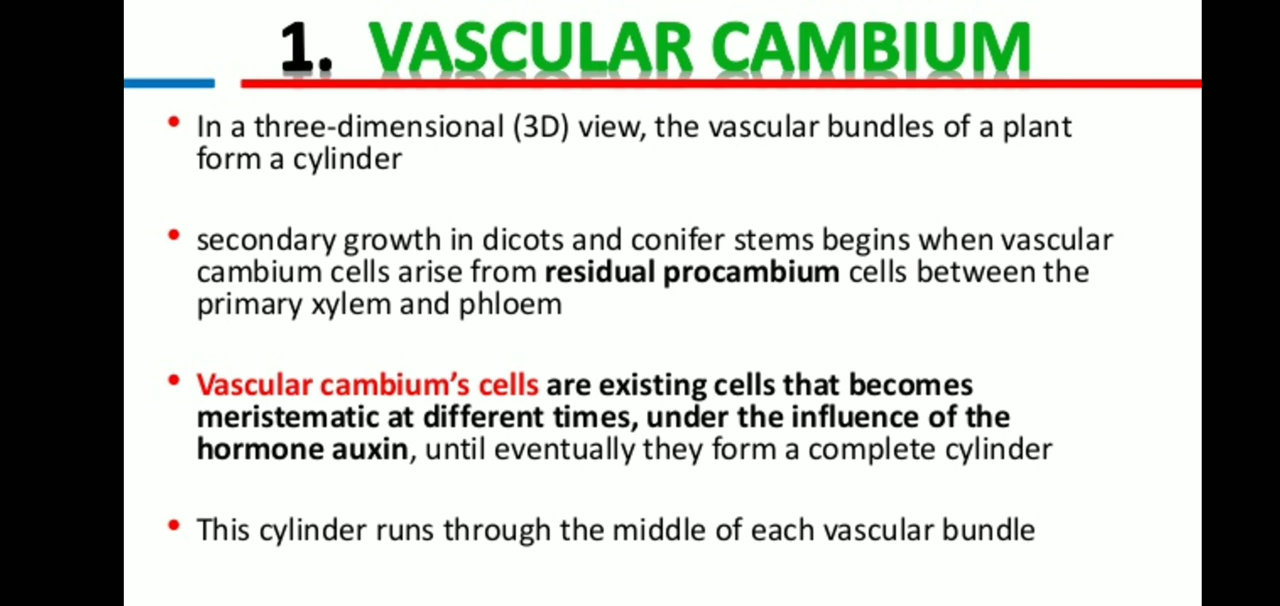 1. VASCULAR CAMBIUM
• In a three-dimensional (3D) view, the vascular bundles of a plant
form a cylinder
• secondary growth in dicots and conifer stems begins when vascular
cambium cells arise from residual procambium cells between the
primary xylem and phloem
• Vascular cambium’s cells are existing cells that becomes
meristematic at different times, under the influence of the
hormone auxin, until eventually they form a complete cylinder
• This cylinder runs through the middle of each vascular bundle